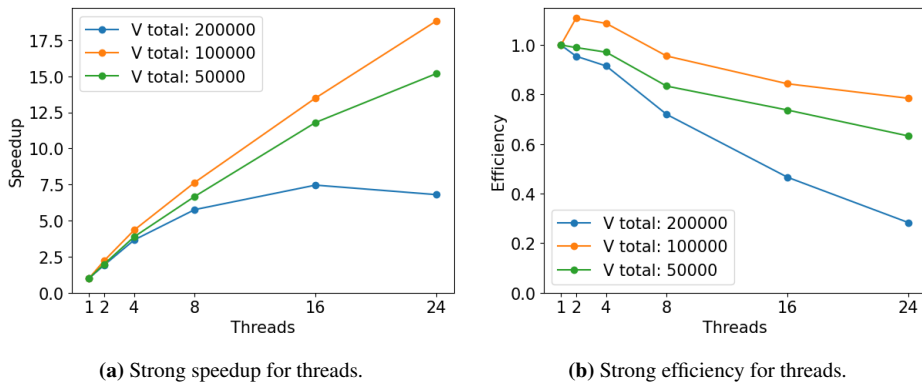 V total: 200000
V total: 100000
V total: 50000
17.5
15.0
12.5
10.0
7.5
5.0
2.5
0.0
Speedup
1 2 4 8 16 24
Threads
(a) Strong speedup for threads.
1.0
0.8
0.6
0.4
0.2
0.0
Efficiency
V total: 200000
V total: 100000
V total: 50000
1 2 4 8 16 24
Threads
(b) Strong efficiency for threads.